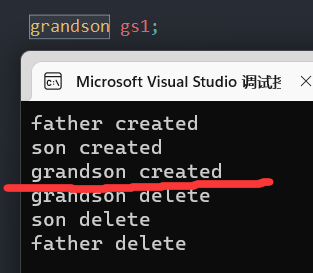 grandson gs1;
Microsoft Visual Studio 调试控
father created
son created
grandson created
grandson delete
son delete
father delete